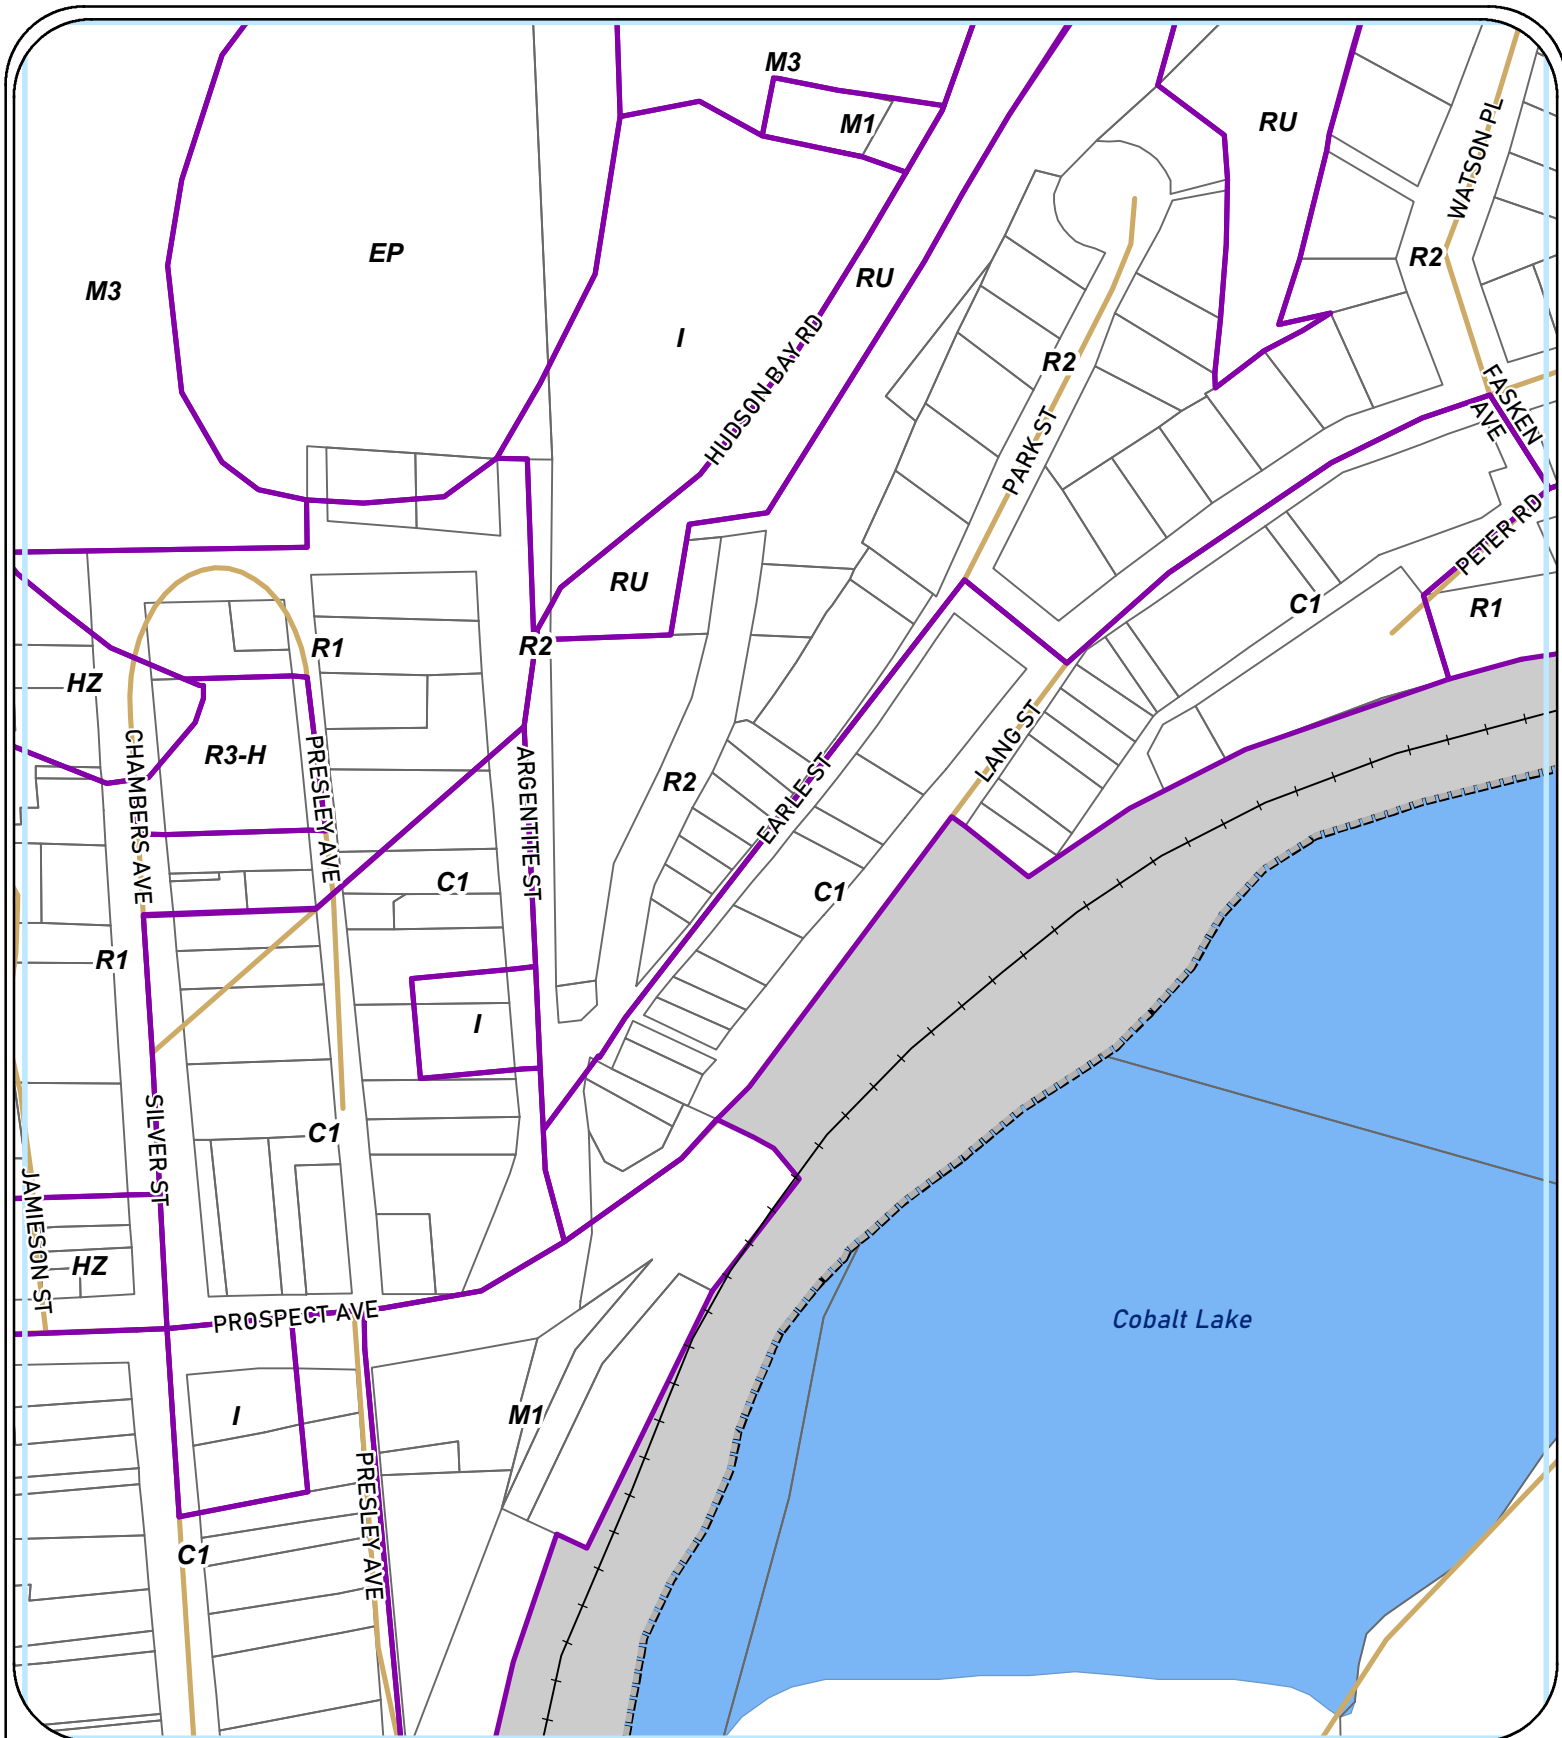 M3
M1
RU
WATSON PL
EP
R2
M3
RU
I
HUDSON BAY RD
R2
FASKEN
AVE
PARK ST
PETER RD
RU
C1
R1
R1
R2
HZ
R3-H
CHAMBERS AVE
PRESLEY AVE
ARGENTITE ST
R2
EARLE ST
LANG ST
C1
C1
R1
I
SILVER ST
C1
JAMIESON ST
HZ
PROSPECT AVE
Cobalt Lake
I
M1
PRESLEY AVE
C1